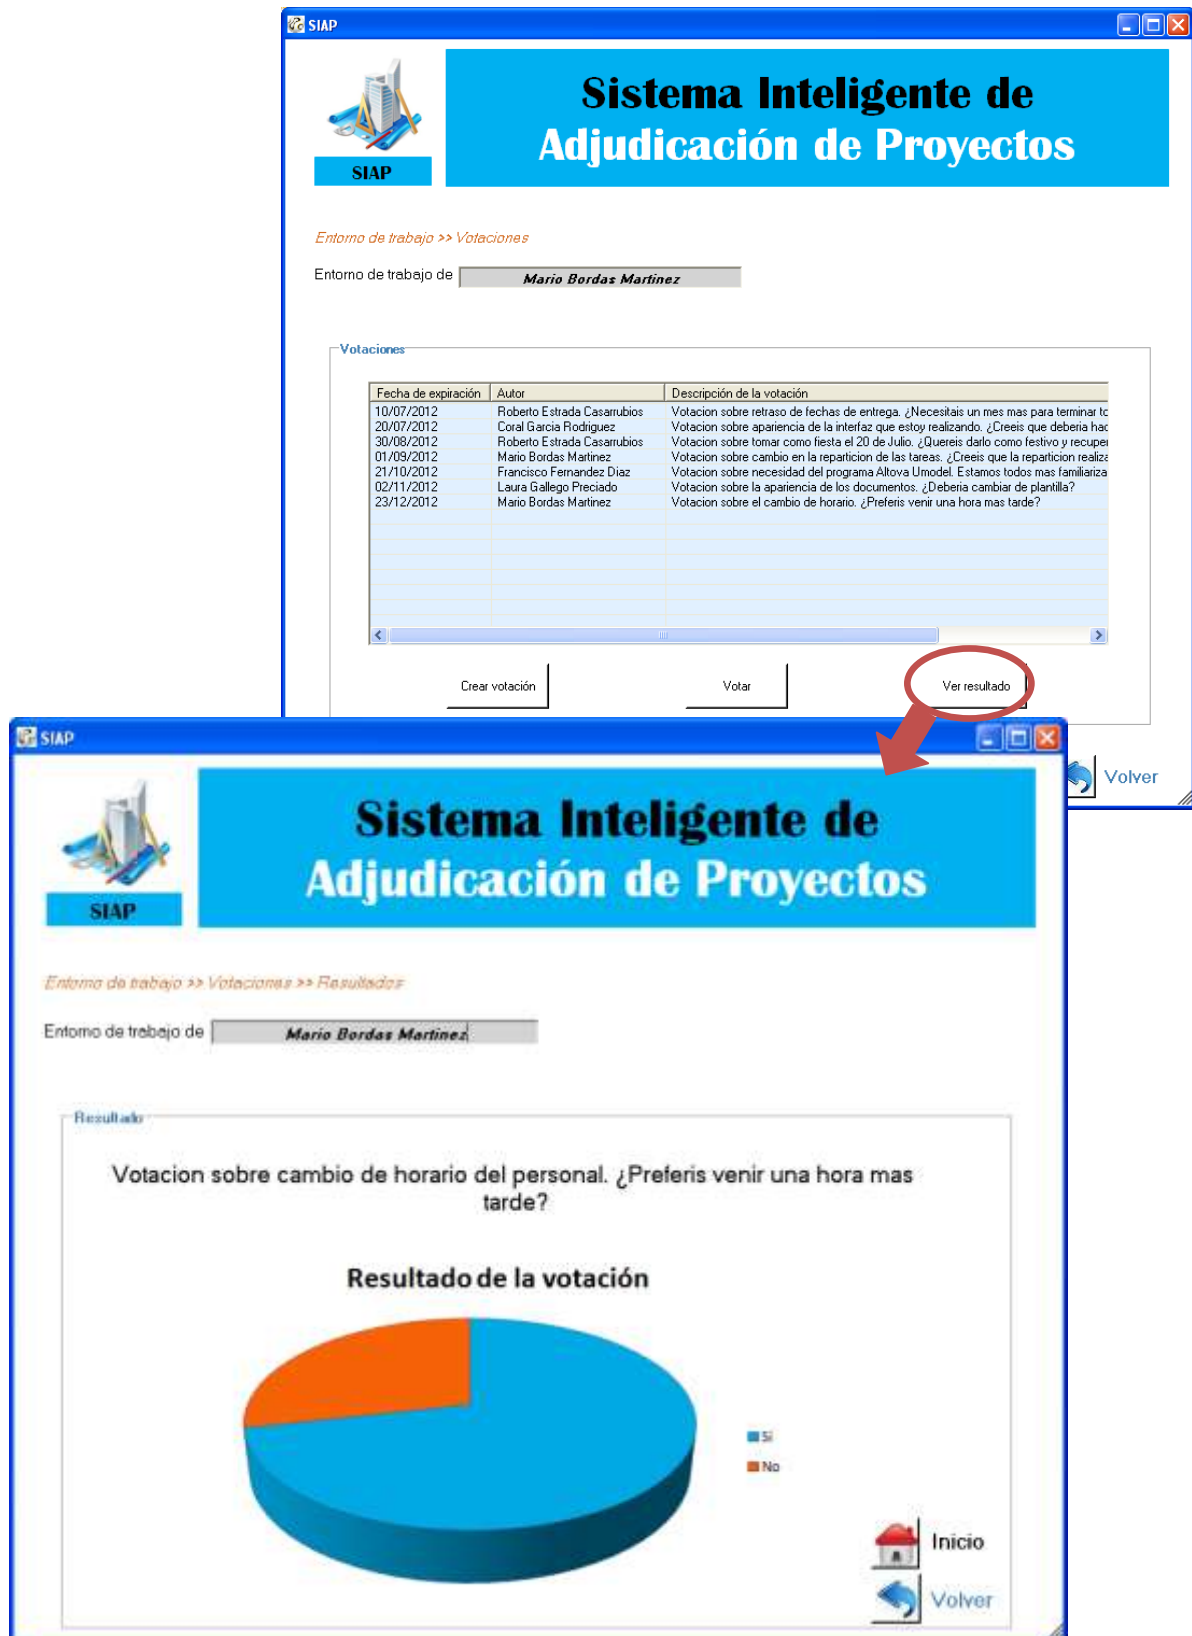 SIAP
Sistema Inteligente de
Adjudicación de Proyectos
SIAP
Entorno de trabajo >> Votaciones
Entorno de trabajo de Mario Bordas Martinez
Votaciones
Fecha de expiración Autor Descripción de la votación
10/07/2012 Roberto Estrada Casarrubios Votacion sobre retraso de fechas de entrega. ¿Necesitais un mes mas para terminar tc
20/07/2012 Coral Garcia Rodriguez Votacion sobre apariencia de la interfaz que estoy realizando. ¿Creeis que deberia hac
30/08/2012 Roberto Estrada Casarrubios Votacion sobre tomar como fiesta el 20 de Julio. ¿Quereis darlo como festivo y recuper
01/09/2012 Mario Bordas Martinez Votacion sobre cambio en la reparticion de las tareas. ¿Creeis que la reparticion realiza
21/10/2012 Francisco Fernandez Diaz Votacion sobre necesidad del programa Altova Umodel. Estamos todos mas familiariza
02/11/2012 Laura Gallego Preciado Votacion sobre la apariencia de los documentos. ¿Deberia cambiar de plantilla?
23/12/2012 Mario Bordas Martinez Votacion sobre el cambio de horario. ¿Preferis venir una hora mas tarde?
Crear votación Votar Ver resultado
Volver
SIAP
Sistema Inteligente de
Adjudicación de Proyectos
SIAP
Entorno de trabajo >> Votaciones >> Resultados
Entorno de trabajo de Mario Bordas Martinez
Resultado
Votacion sobre cambio de horario del personal. ¿Preferis venir una hora mas
tarde?
Resultado de la votación
Si
No
Inicio
Volver